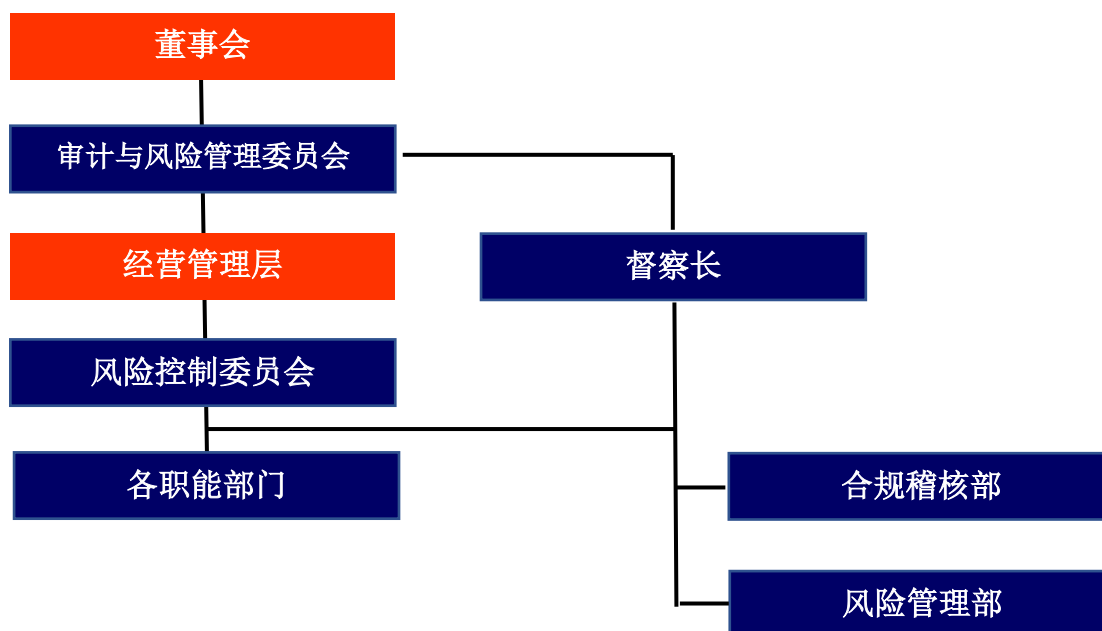 董事会
审计与风险管理委员会
经营管理层
督察长
风险控制委员会
各职能部门
合规稽核部
风险管理部